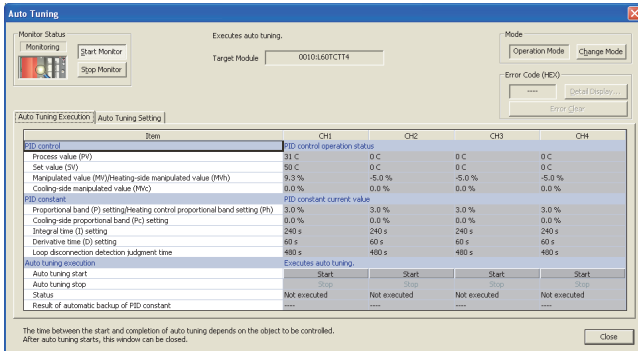 Auto Tuning
Monitor Status
Monitoring
Start Monitor
Stop Monitor
Executes auto tuning.
Target Module 0010:L60TCTT4
Mode
Operation Mode Change Mode
Error Code (HEX)
---- Detail Display...
Error Clear
Auto Tuning Execution Auto Tuning Setting
Item CH1 CH2 CH3 CH4
PID control PID control operation status
Process value (PV) 31 C 0 C 0 C 0 C
Set value (SV) 50 C 0 C 0 C 0 C
Manipulated value (MV)/Heating-side manipulated value (MVh) 9.3 % -5.0 % -5.0 % -5.0 %
Cooling-side manipulated value (MVc) 0.0 % 0.0 % 0.0 % 0.0 %
PID constant PID constant current value
Proportional band (P) setting/Heating control proportional band setting (Ph) 3.0 % 3.0 % 3.0 % 3.0 %
Cooling-side proportional band (Pc) setting 0.0 % 0.0 % 0.0 % 0.0 %
Integral time (I) setting 240 s 240 s 240 s 240 s
Derivative time (D) setting 60 s 60 s 60 s 60 s
Loop disconnection detection judgment time 480 s 480 s 480 s 480 s
Auto tuning execution Executes auto tuning.
Auto tuning start Start Start Start Start
Auto tuning stop Stop Stop Stop Stop
Status Not executed Not executed Not executed Not executed
Result of automatic backup of PID constant ---- ---- ---- ----
The time between the start and completion of auto tuning depends on the object to be controlled.
After auto tuning starts, this window can be closed.
Close